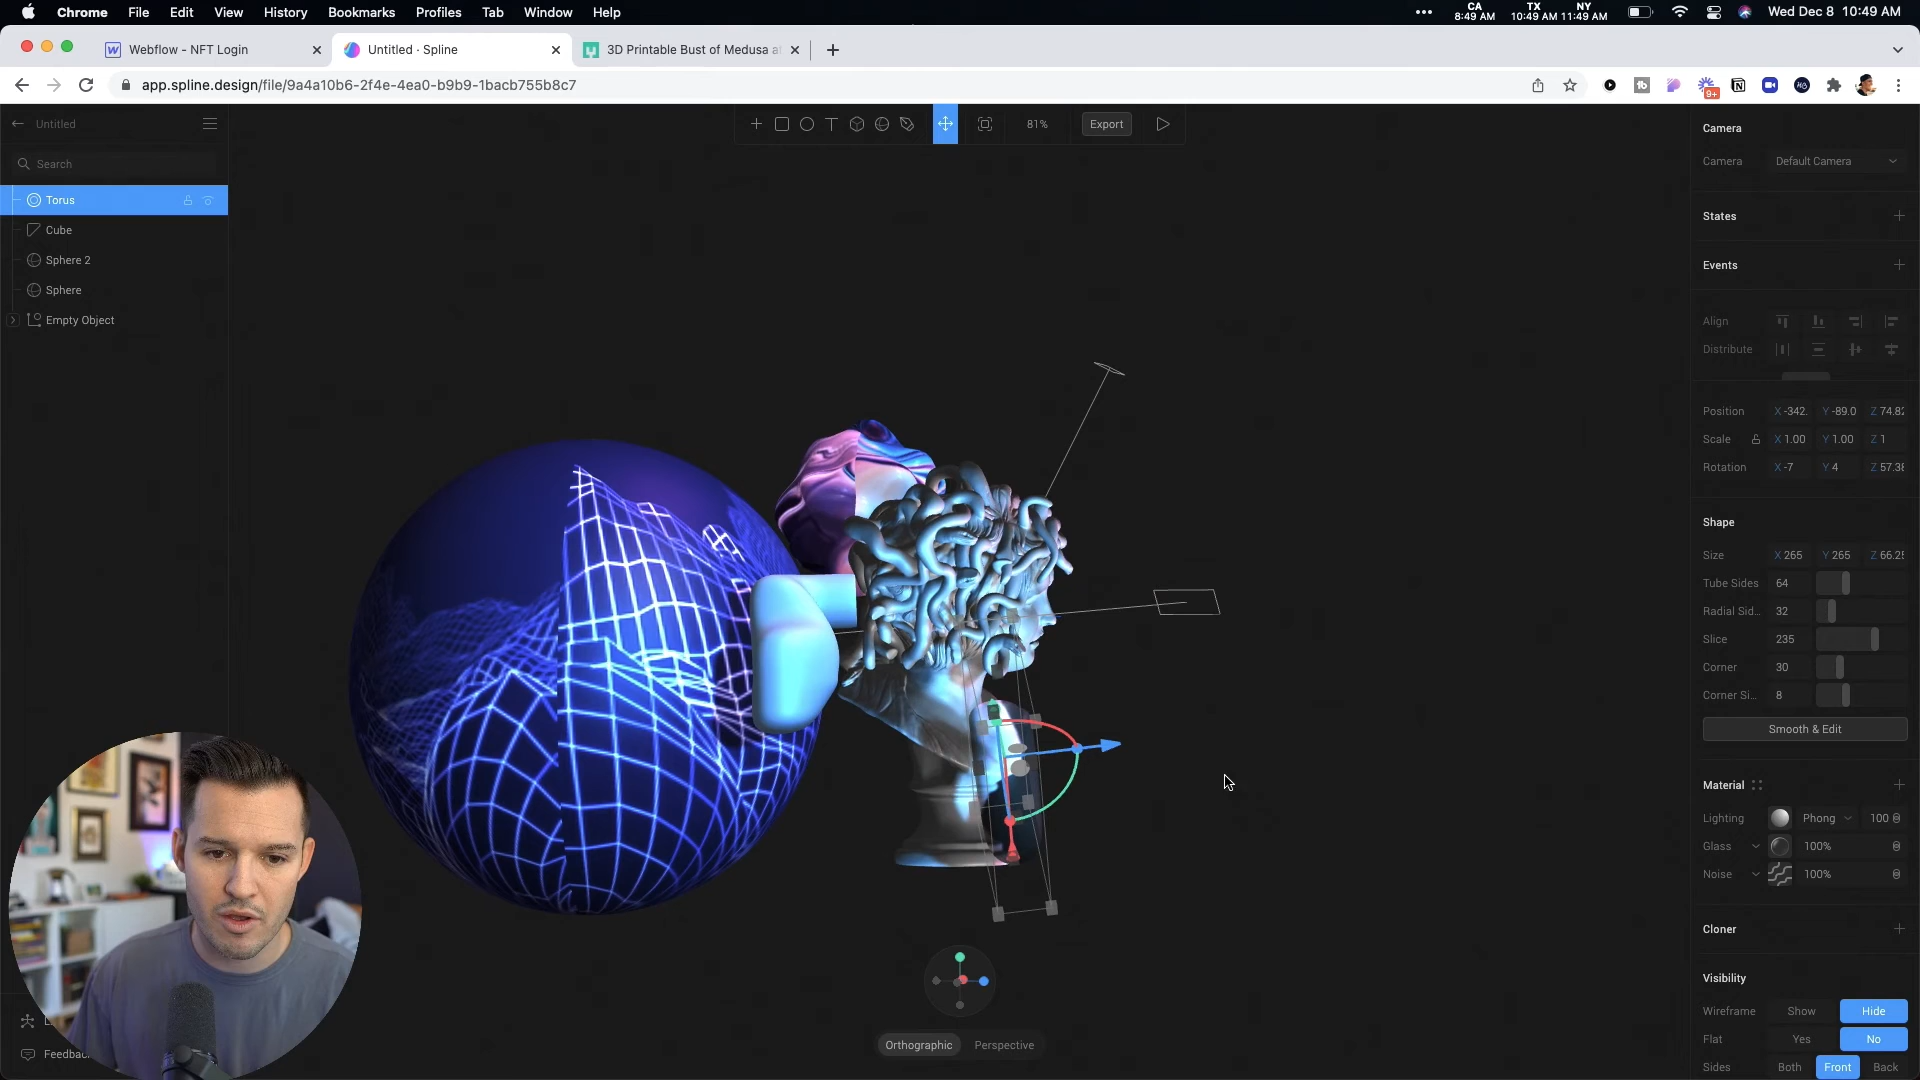 Chrome File Edit View History Bookmarks Profiles Tab Window Help
CA 8:49 AM TX 10:49 AM NY 11:49 AM Wed Dec 8 10:49 AM
Webflow - NFT Login
Untitled · Spline
3D Printable Bust of Medusa a
app.spline.design/file/9a4a10b6-2f4e-4ea0-b9b9-1bacb755b8c7
9+
Untitled
81%
Export
Search
Torus
Cube
Sphere 2
Sphere
Empty Object
Feedbac
Orthographic Perspective
Camera
Camera Default Camera
States
Events
Align
Distribute
Position X -342. Y -89.0 Z 74.82
Scale X 1.00 Y 1.00 Z 1
Rotation X -7 Y 4 Z 57.38
Shape
Size X 265 Y 265 Z 66.25
Tube Sides 64
Radial Sid... 32
Slice 235
Corner 30
Corner Si... 8
Smooth & Edit
Material
Lighting Phong 100
Glass 100%
Noise 100%
Cloner
Visibility
Wireframe Show Hide
Flat Yes No
Sides Both Front Back